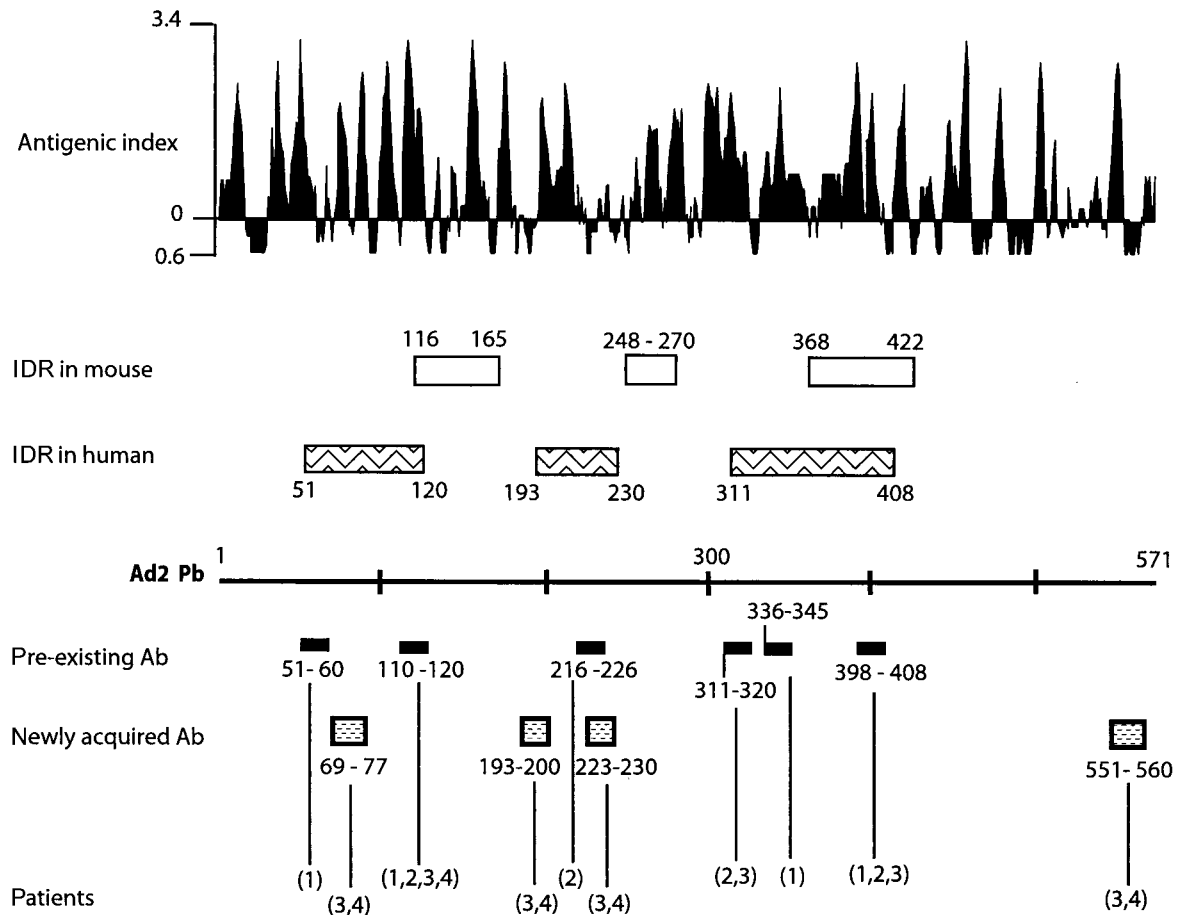 3.4
Antigenic index
0
0.6
116 165 248 - 270 368 422
IDR in mouse
IDR in human
51 120 193 230 311 408
1 300 571
Ad2 Pb
336-345
Pre-existing Ab
51- 60 110 -120 216 -226 311-320 398 - 408
Newly acquired Ab
69 - 77 193-200 223-230 551- 560
(1) (1,2,3,4) (2) (2,3) (1) (1,2,3)
Patients (3,4) (3,4) (3,4) (3,4)